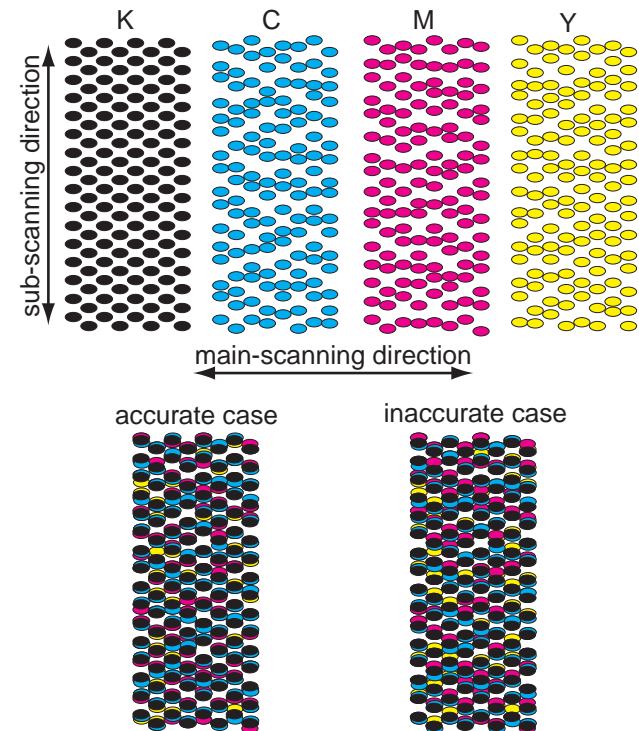 K C M Y
sub-scanning direction
main-scanning direction
accurate case
inaccurate case